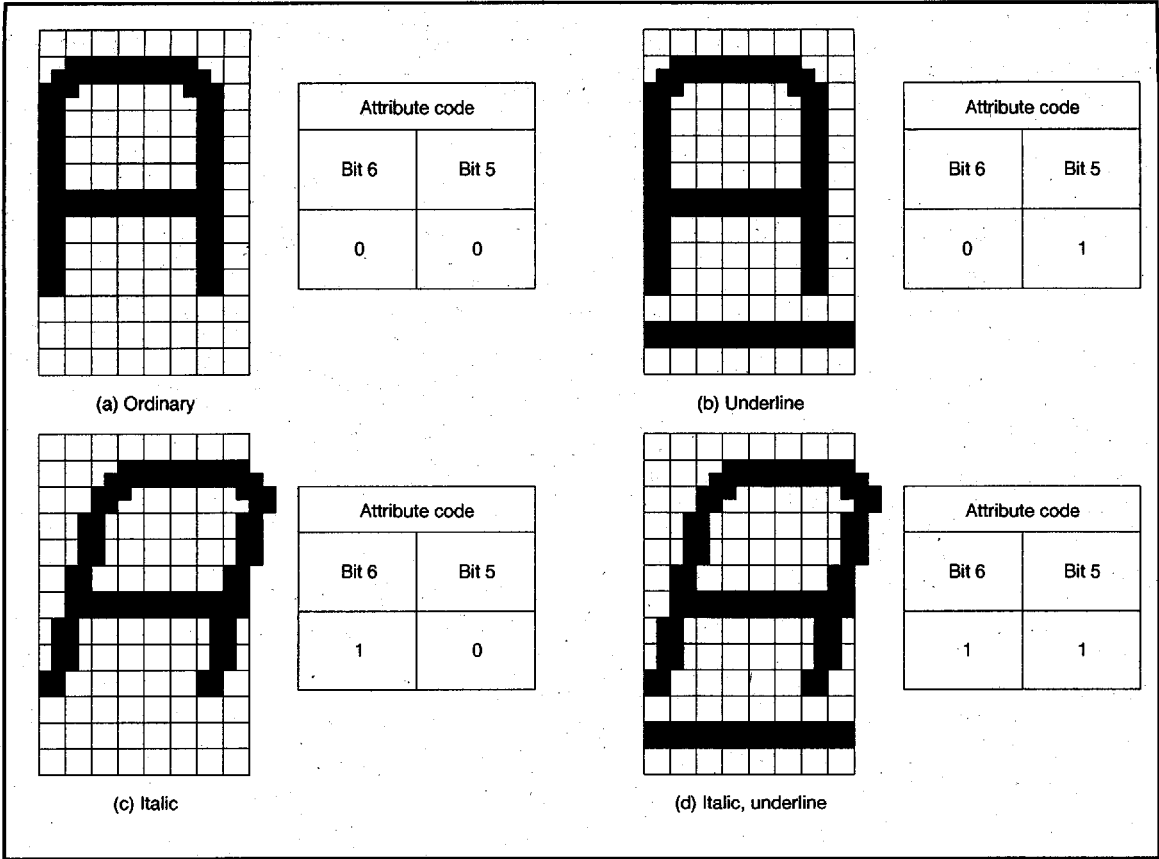 Attribute code
Bit 6 Bit 5
0 0
(a) Ordinary
Attribute code
Bit 6 Bit 5
0 1
(b) Underline
Attribute code
Bit 6 Bit 5
1 0
(c) Italic
Attribute code
Bit 6 Bit 5
1 1
(d) Italic, underline